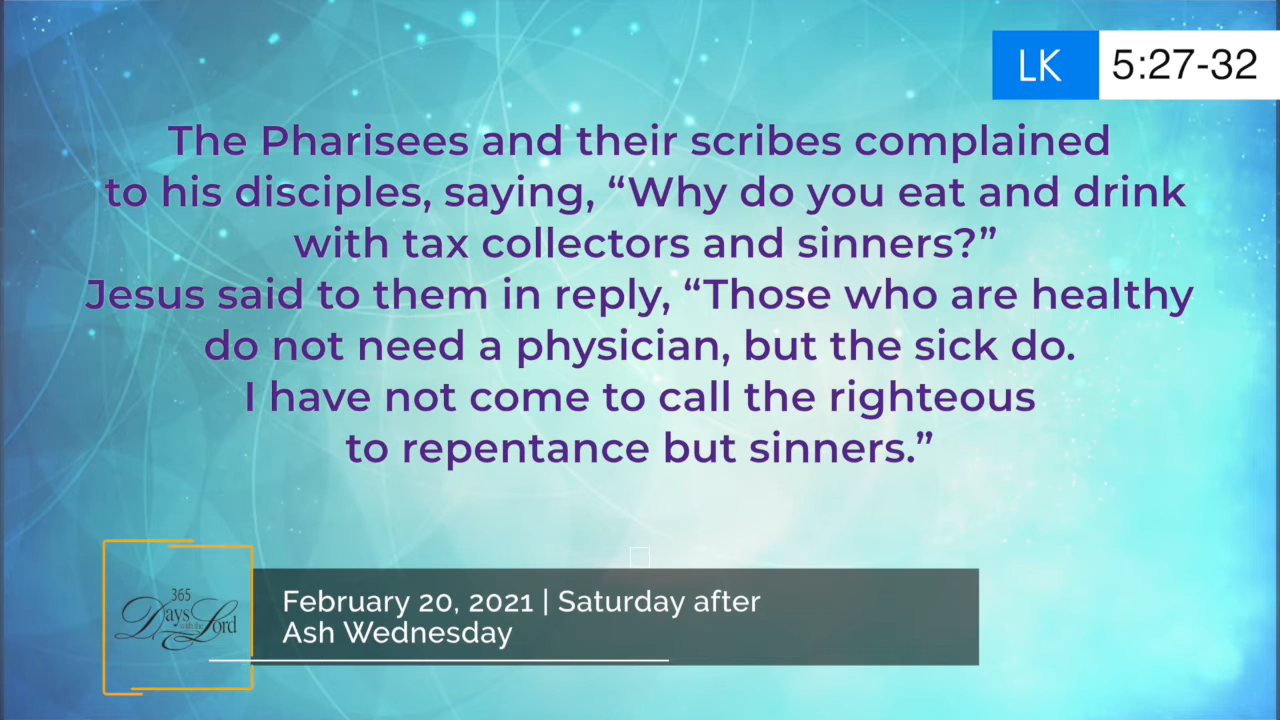 LK 5:27-32
The Pharisees and their scribes complained
to his disciples, saying, “Why do you eat and drink
with tax collectors and sinners?”
Jesus said to them in reply, “Those who are healthy
do not need a physician, but the sick do.
I have not come to call the righteous
to repentance but sinners.”
365
Days with the Lord
February 20, 2021 | Saturday after
Ash Wednesday